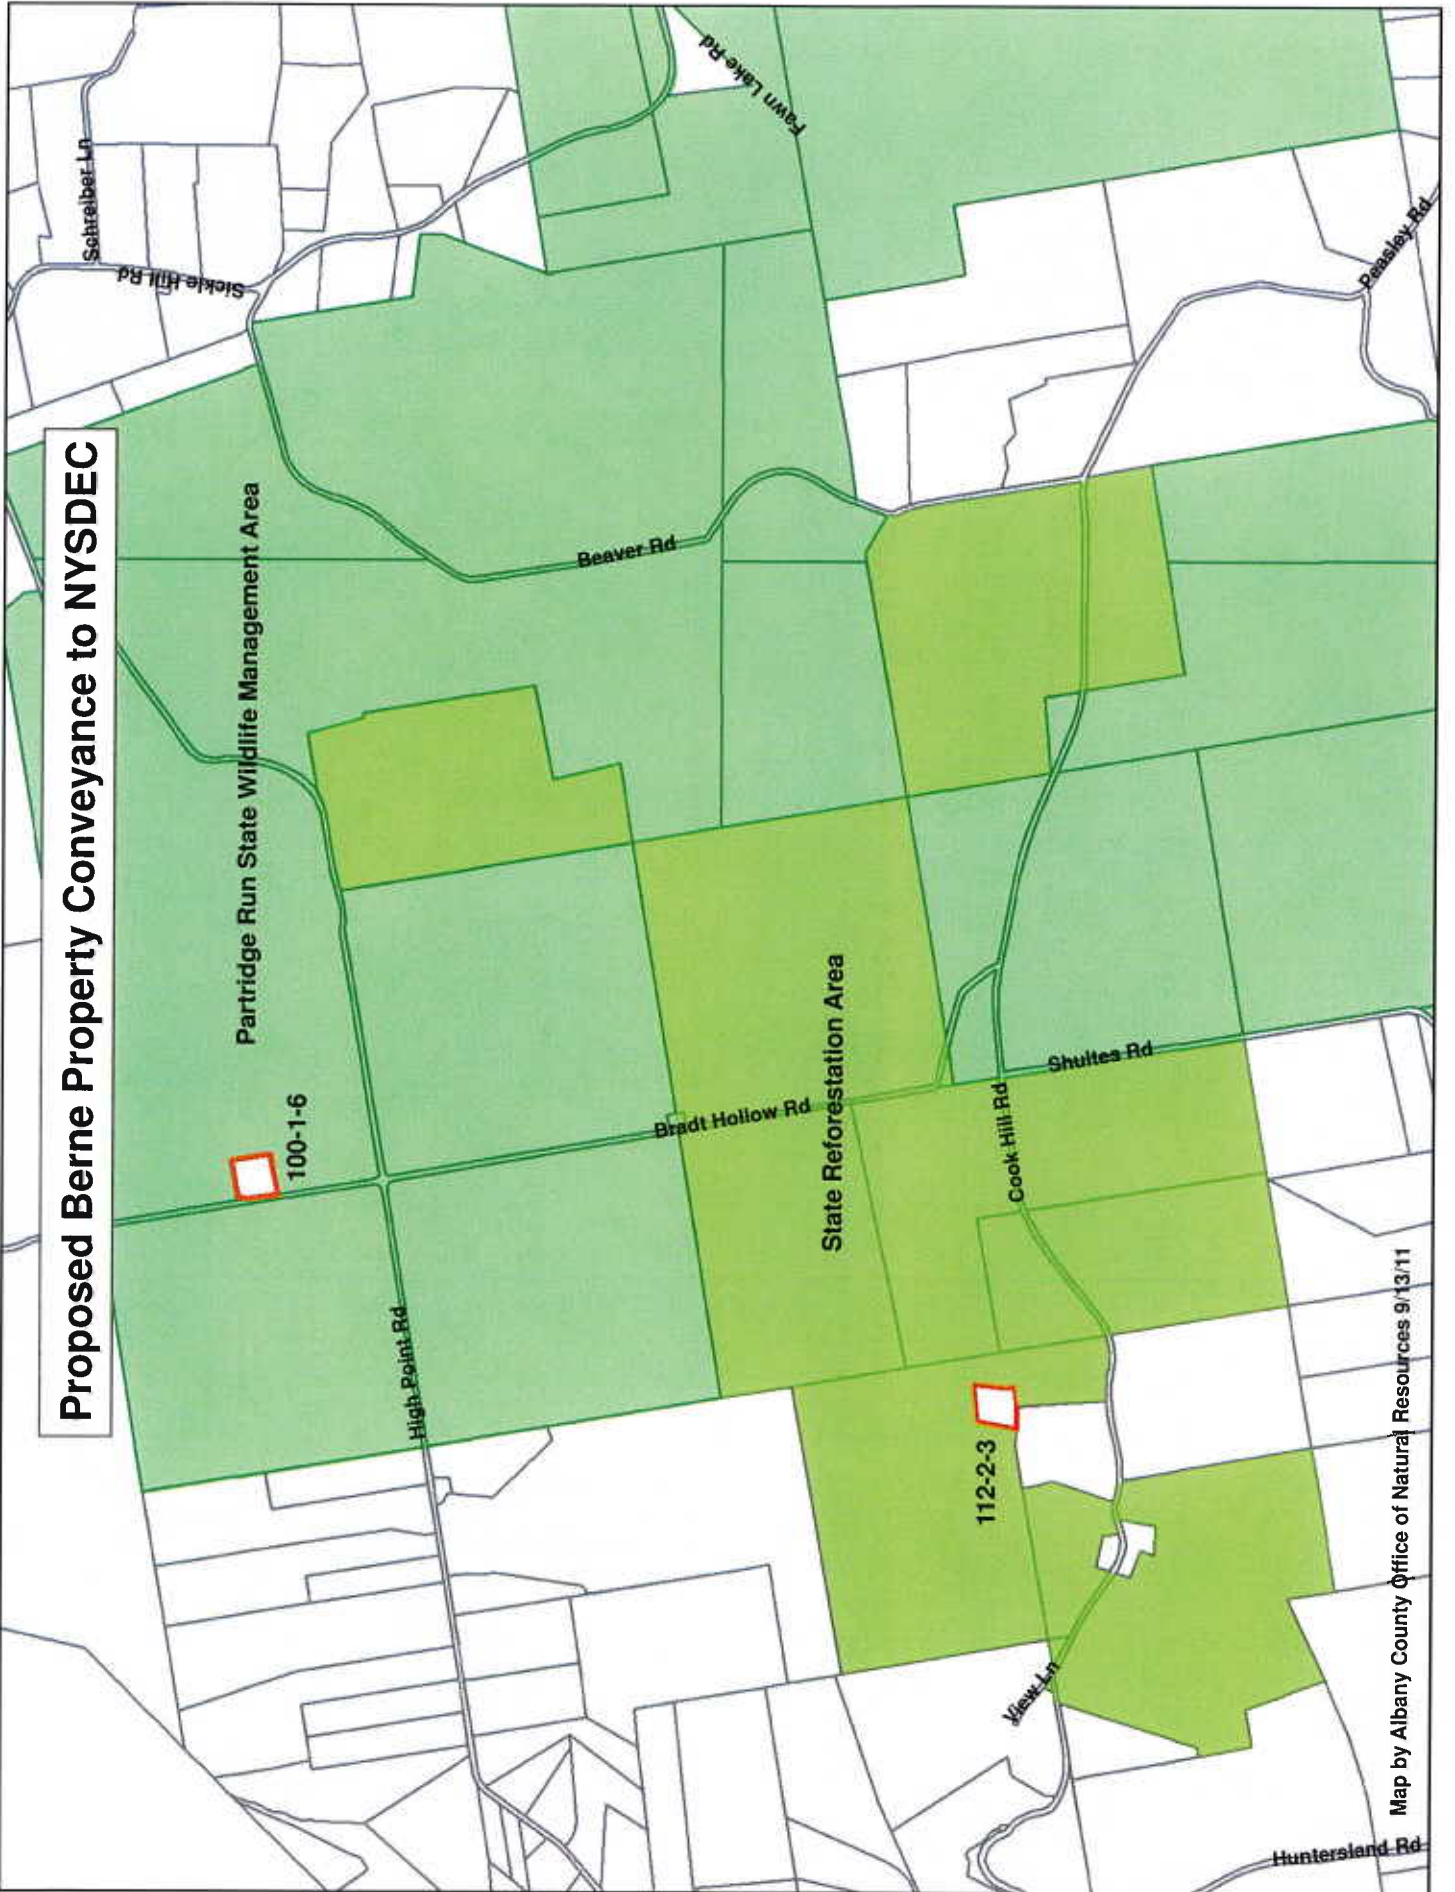 Proposed Berne Property Conveyance to NYSDEC
Schreiber Ln
Sickle Hill Rd
Fawn Lake Rd
Partridge Run State Wildlife Management Area
Beaver Rd
100-1-6
High Point Rd
Bradt Hollow Rd
State Reforestation Area
Shultes Rd
Cook Hill Rd
Peasley Rd
112-2-3
View Ln
Huntersland Rd
Map by Albany County Office of Natural Resources 9/13/11